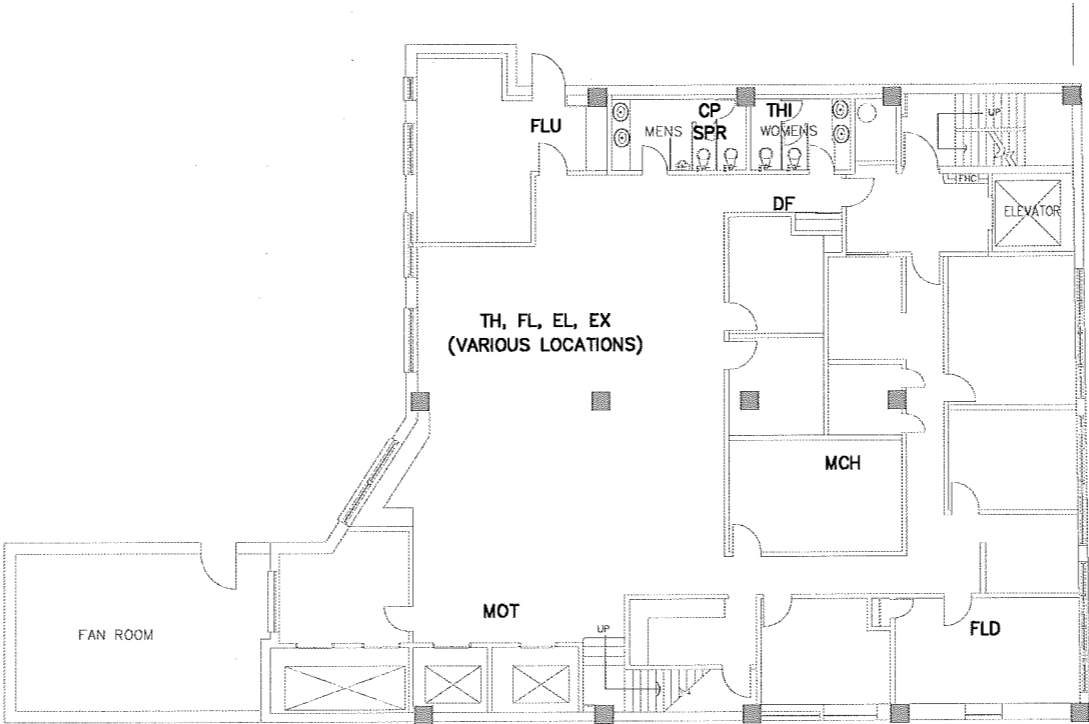 CP
THI
UP
FLU
MENS
SPR
WOMENS
FHC
DF
ELEVATOR
TH, FL, EL, EX
(VARIOUS LOCATIONS)
MCH
MOT
UP
FAN ROOM
FLD